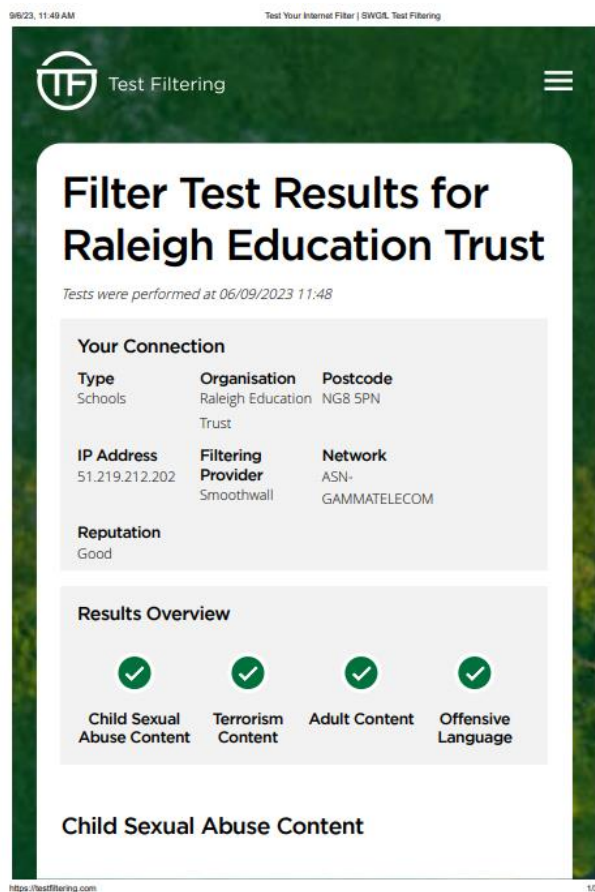 9/6/23, 11:49 AM
Test Your Internet Filter | SWGfL Test Filtering
TF Test Filtering
Filter Test Results for
Raleigh Education Trust
Tests were performed at 06/09/2023 11:48
Your Connection
Type
Schools
Organisation
Raleigh Education
Trust
Postcode
NG8 5PN
IP Address
51.219.212.202
Filtering
Provider
Smoothwall
Network
ASN-
GAMMATELECOM
Reputation
Good
Results Overview
Child Sexual
Abuse Content
Terrorism
Content
Adult Content
Offensive
Language
Child Sexual Abuse Content
https://testfiltering.com